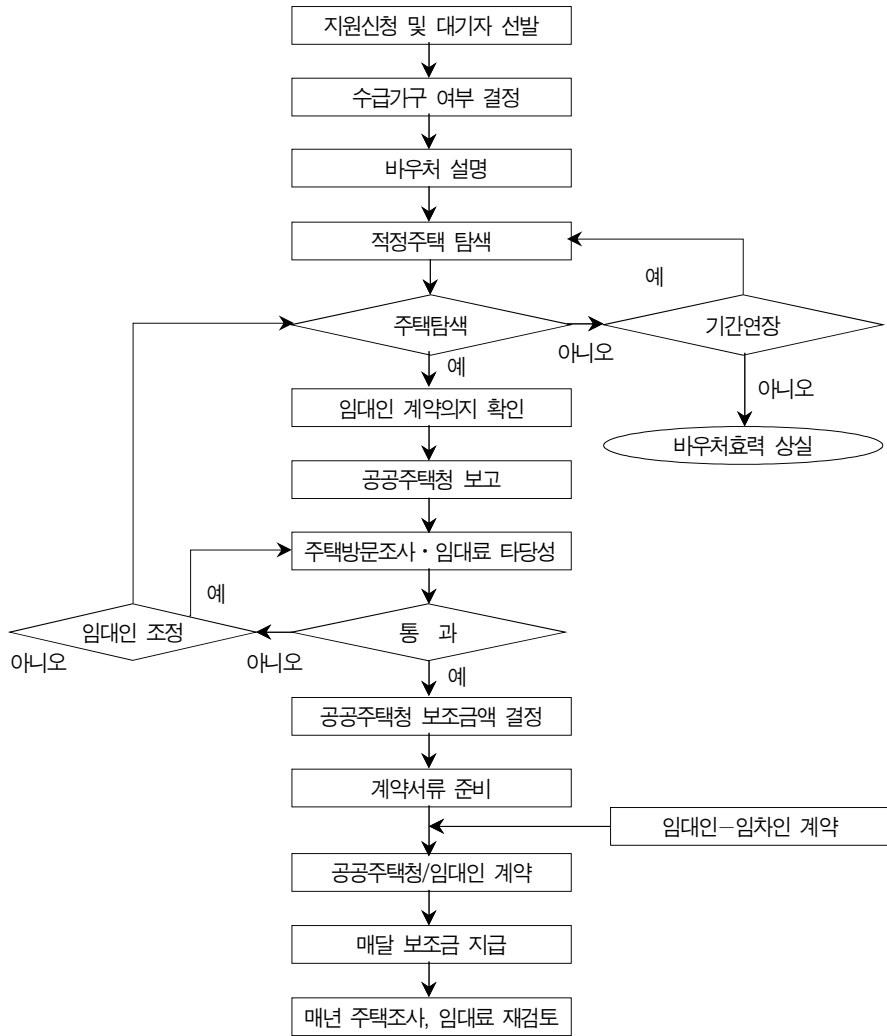 지원신청 및 대기자 선발
수급가구 여부 결정
바우처 설명
적정주택 탐색
예
주택탐색
기간연장
아니오
예
아니오
임대인 계약의지 확인
바우처효력 상실
공공주택청 보고
주택방문조사·임대료 타당성
예
임대인 조정
통 과
아니오
아니오
예
공공주택청 보조금액 결정
계약서류 준비
임대인-임차인 계약
공공주택청/임대인 계약
매달 보조금 지급
매년 주택조사, 임대료 재검토